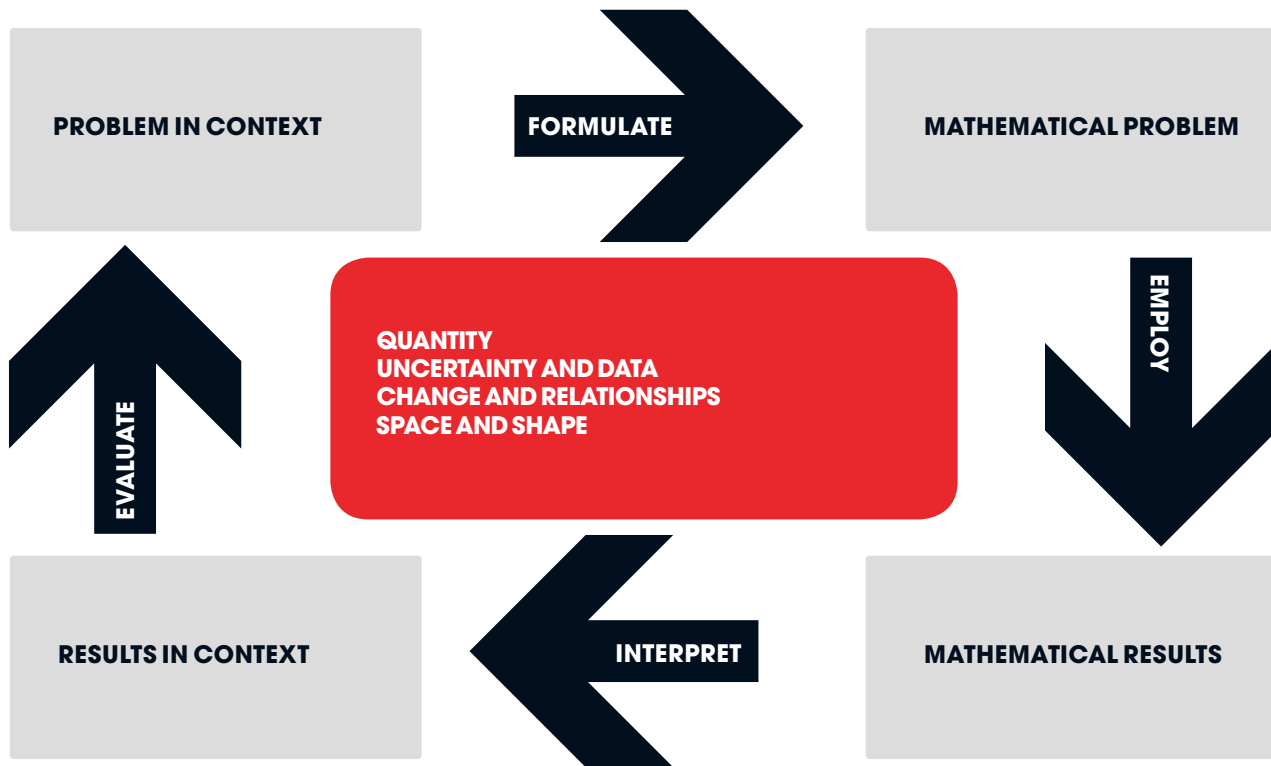 PROBLEM IN CONTEXT
FORMULATE
MATHEMATICAL PROBLEM
EMPLOY
QUANTITY
UNCERTAINTY AND DATA
CHANGE AND RELATIONSHIPS
SPACE AND SHAPE
EVALUATE
RESULTS IN CONTEXT
INTERPRET
MATHEMATICAL RESULTS